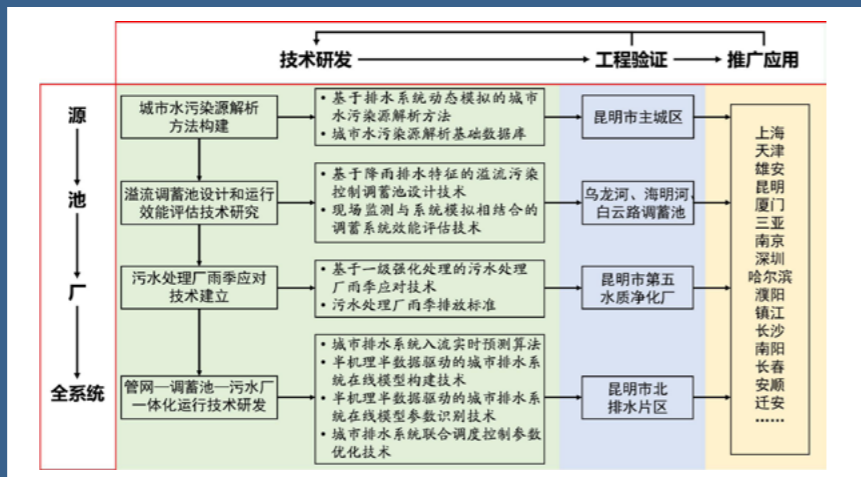 技术研发
工程验证
推广应用
源
池
厂
全系统
城市水污染源解析
方法构建
• 基于排水系统动态模拟的城市
水污染源解析方法
• 城市水污染源解析基础数据库
昆明市主城区
溢流调蓄池设计和运行
效能评估技术研究
• 基于降雨排水特征的溢流污染
控制调蓄池设计技术
• 现场监测与系统模拟相结合的
调蓄系统效能评估技术
乌龙河、海明河、
白云路调蓄池
污水处理厂雨季应对
技术建立
• 基于一级强化处理的污水处理
厂雨季应对技术
• 污水处理厂雨季排放标准
昆明市第五
水质净化厂
管网—调蓄池—污水厂
一体化运行技术研发
• 城市排水系统入流实时预测算法
• 半机理半数据驱动的城市排水系
统在线模型构建技术
• 半机理半数据驱动的城市排水系
统在线模型参数识别技术
• 城市排水系统联合调度控制参数
优化技术
昆明市北
排水片区
上海
天津
雄安
昆明
厦门
三亚
南京
深圳
哈尔滨
濮阳
镇江
长沙
南阳
长春
安顺
迁安
……